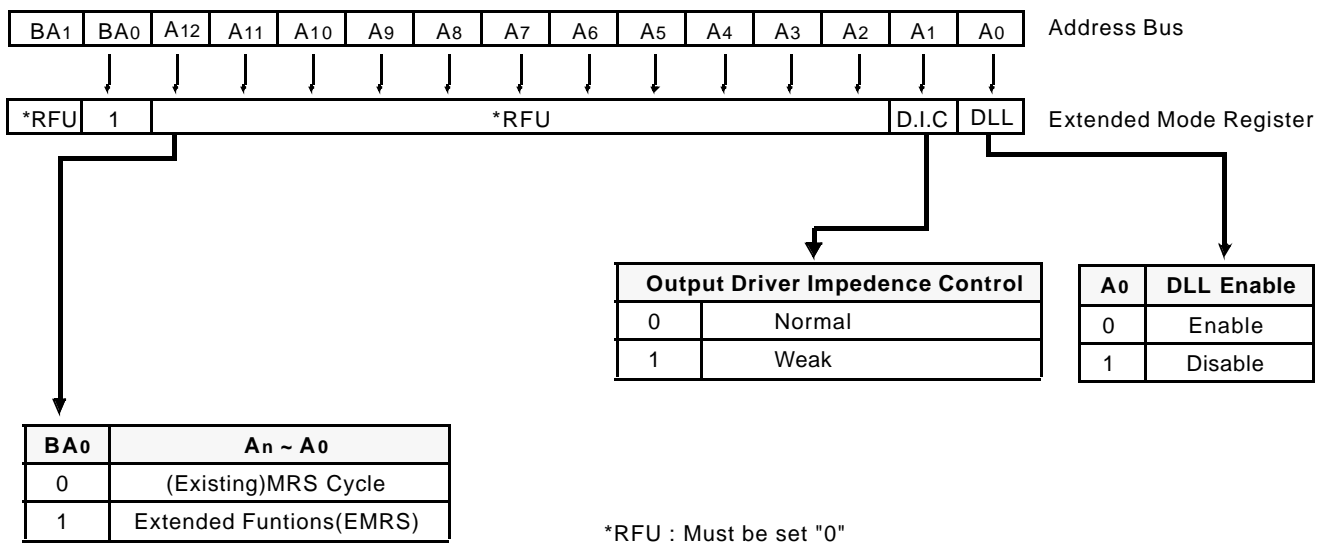 BA1 BA0 A12 A11 A10 A9 A8 A7 A6 A5 A4 A3 A2 A1 A0 Address Bus
*RFU 1 *RFU D.I.C DLL Extended Mode Register
Output Driver Impedence Control
0 Normal
1 Weak
A0 DLL Enable
0 Enable
1 Disable
BA0 An ~ A0
0 (Existing)MRS Cycle
1 Extended Funtions(EMRS)
*RFU : Must be set "0"